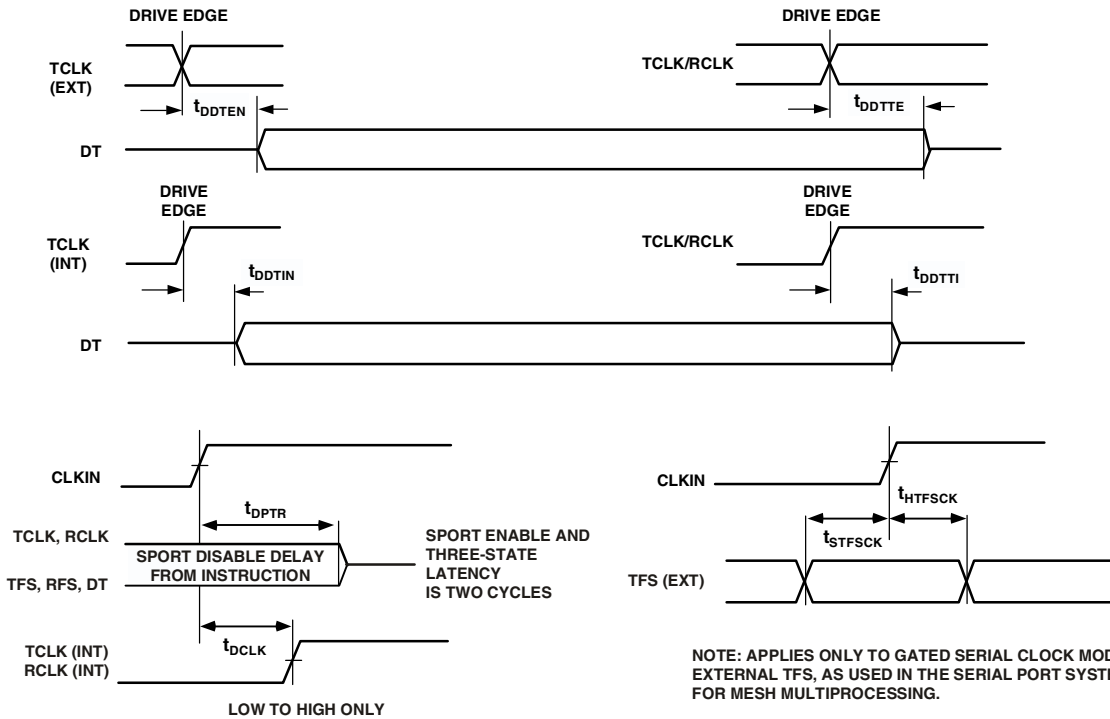 DRIVE EDGE
DRIVE EDGE
TCLK
(EXT)
TCLK/RCLK
tDDTEN
tDDTTE
DT
DRIVE
EDGE
DRIVE
EDGE
TCLK
(INT)
TCLK/RCLK
tDDTIN
tDDTTI
DT
CLKIN
tDPTR
TCLK, RCLK
SPORT DISABLE DELAY
FROM INSTRUCTION
TFS, RFS, DT
SPORT ENABLE AND
THREE-STATE
LATENCY
IS TWO CYCLES
tDCLK
TCLK (INT)
RCLK (INT)
LOW TO HIGH ONLY
CLKIN
tHTFSCK
tSTFSCK
TFS (EXT)
NOTE: APPLIES ONLY TO GATED SERIAL CLOCK
EXTERNAL TFS, AS USED IN THE SERIAL PORT
FOR MESH MULTIPROCESSING.